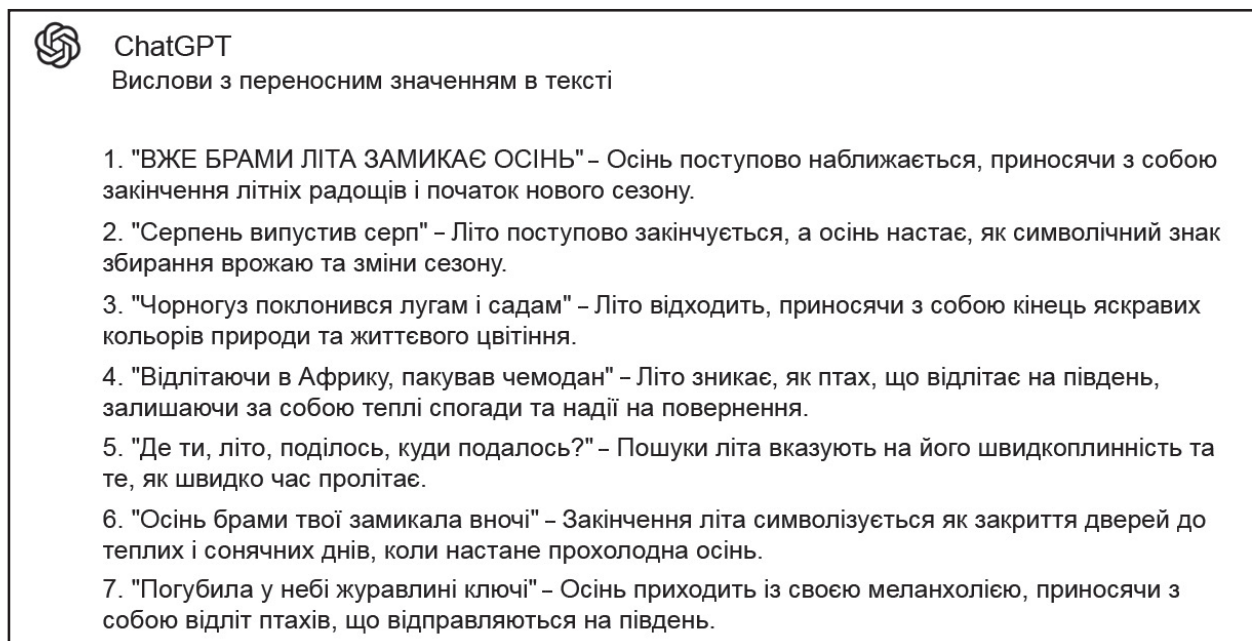 ChatGPT
Вислови з переносним значенням в тексті
1. "ВЖЕ БРАМИ ЛІТА ЗАМИКАЄ ОСІНЬ" – Осінь поступово наближається, приносячи з собою
закінчення літніх радощів і початок нового сезону.
2. "Серпень випустив серп" – Літо поступово закінчується, а осінь настає, як символічний знак
збирання врожаю та зміни сезону.
3. "Чорногуз поклонився лугам і садам" – Літо відходить, приносячи з собою кінець яскравих
кольорів природи та життєвого цвітіння.
4. "Відлітаючи в Африку, пакував чемодан" – Літо зникає, як птах, що відлітає на південь,
залишаючи за собою теплі спогади та надії на повернення.
5. "Де ти, літо, поділось, куди подалось?" – Пошуки літа вказують на його швидкоплинність та
те, як швидко час пролітає.
6. "Осінь брами твої замикала вночі" – Закінчення літа символізується як закриття дверей до
теплих і сонячних днів, коли настане прохолодна осінь.
7. "Погубила у небі журавлині ключі" – Осінь приходить із своєю меланхолією, приносячи з
собою відліт птахів, що відправляються на південь.